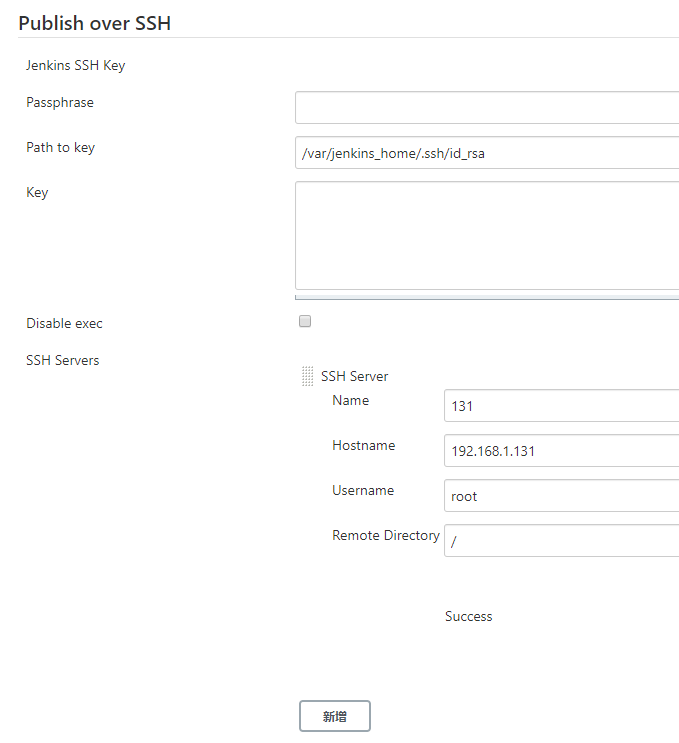 Publish over SSH
Jenkins SSH Key
Passphrase
Path to key
/var/jenkins_home/.ssh/id_rsa
Key
Disable exec
SSH Servers
SSH Server
Name
131
Hostname
192.168.1.131
Username
root
Remote Directory
/
Success
新增